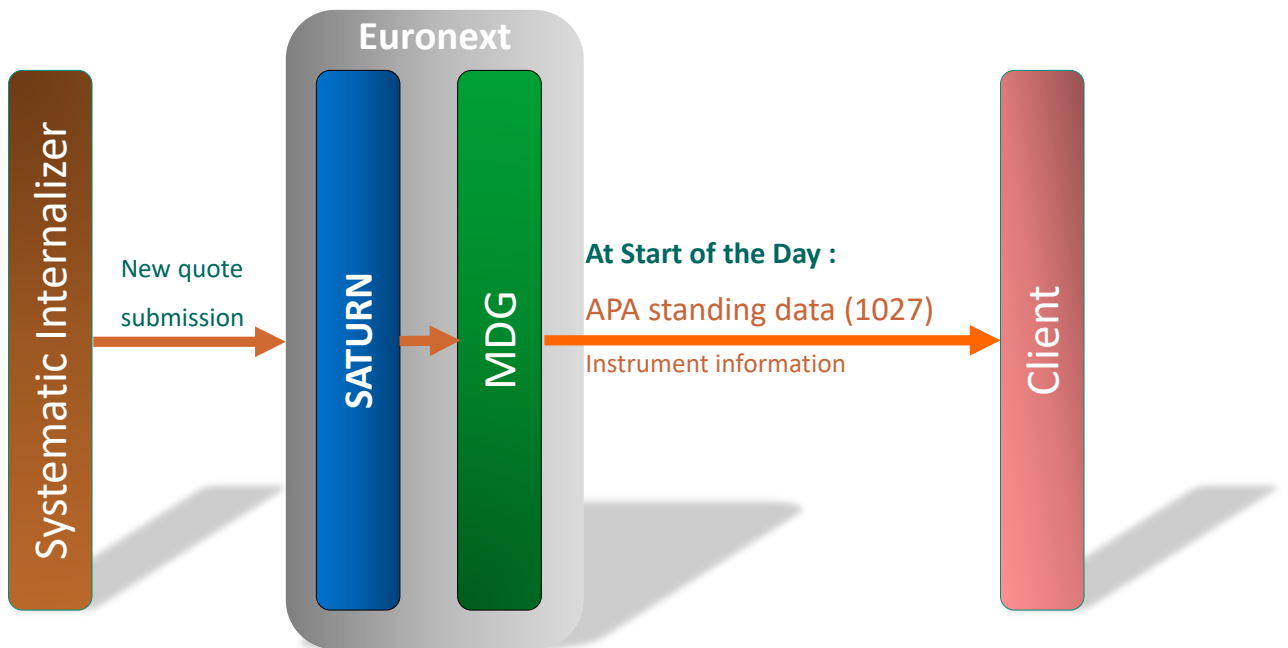 Euronext
Systematic Internalizer
New quote
submission
SATURN
MDG
At Start of the Day :
APA standing data (1027)
Instrument information
Client